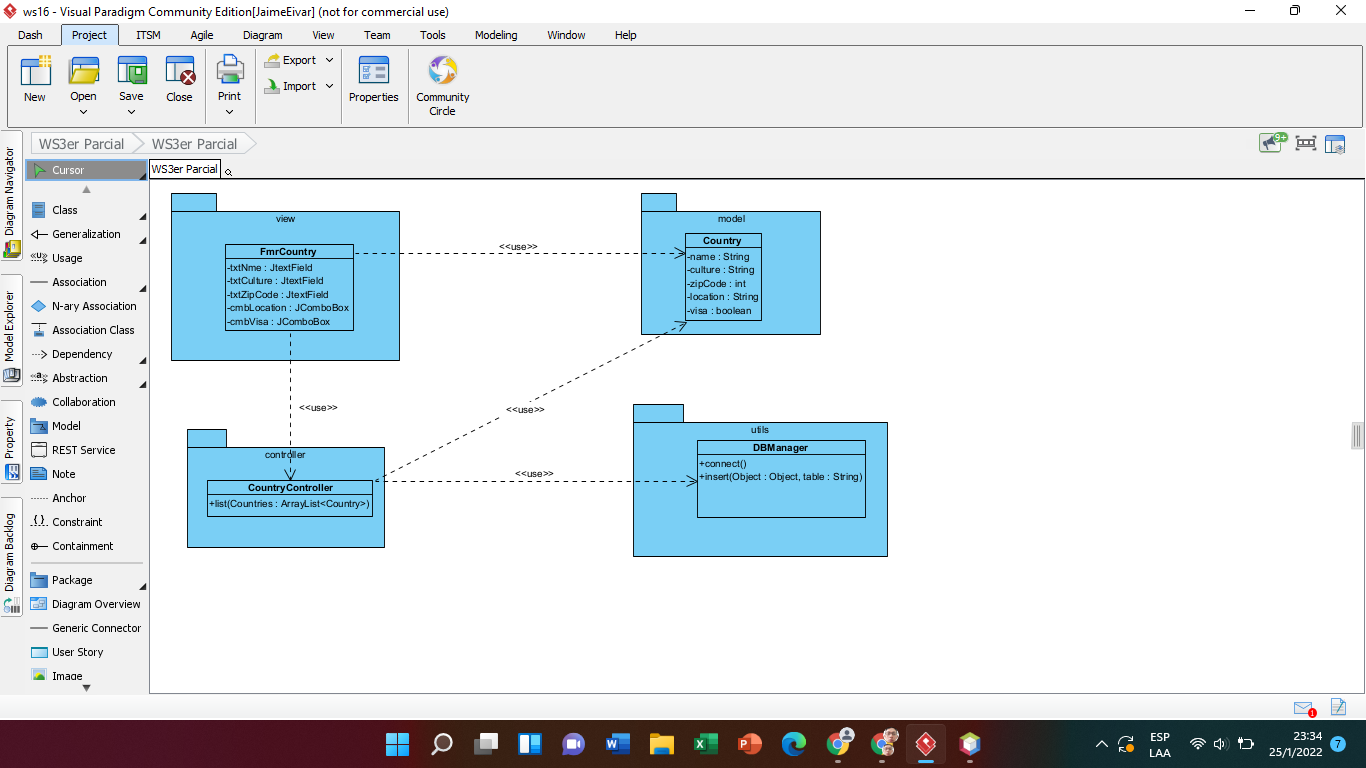 ws16 - Visual Paradigm Community Edition[JaimeEivar] (not for commercial use)
Dash Project ITSM Agile Diagram View Team Tools Modeling Window Help
New Open Save Close Print Export Import Properties Community Circle
WS3er Parcial WS3er Parcial
9+
Diagram Navigator
Model Explorer
Property
Diagram Backlog
Cursor
Class
Generalization
«u» Usage
Association
N-ary Association
Association Class
Dependency
«a» Abstraction
Collaboration
Model
REST Service
Note
Anchor
Constraint
Containment
Package
Diagram Overview
Generic Connector
User Story
Image
WS3er Parcial
view
FmrCountry
-txtNme : JtextField
-txtCulture : JtextField
-txtZipCode : JtextField
-cmbLocation : JComboBox
-cmbVisa : JComboBox
<<use>>
model
Country
-name : String
-culture : String
-zipCode : int
-location : String
-visa : boolean
<<use>>
<<use>>
controller
CountryController
+list(Countries : ArrayList<Country>)
<<use>>
utils
DBManager
+connect()
+insert(Object : Object, table : String)
1
ESP
LAA
23:34
25/1/2022
7